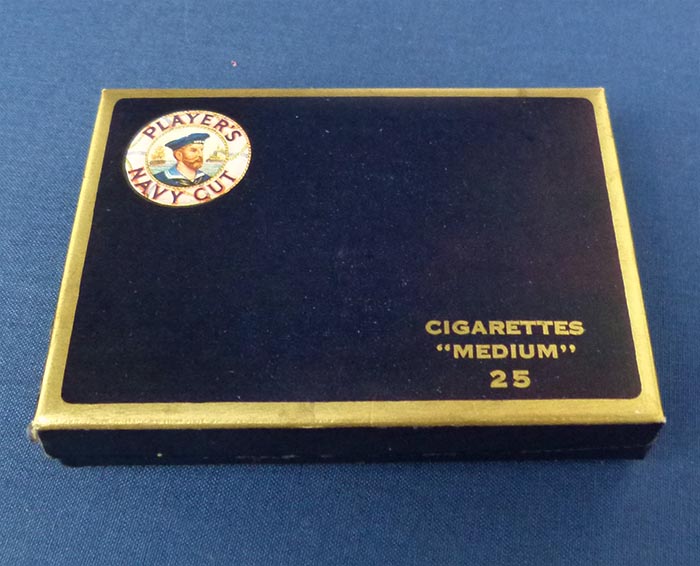 PLAYER'S
NAVY CUT
CIGARETTES
"MEDIUM"
25